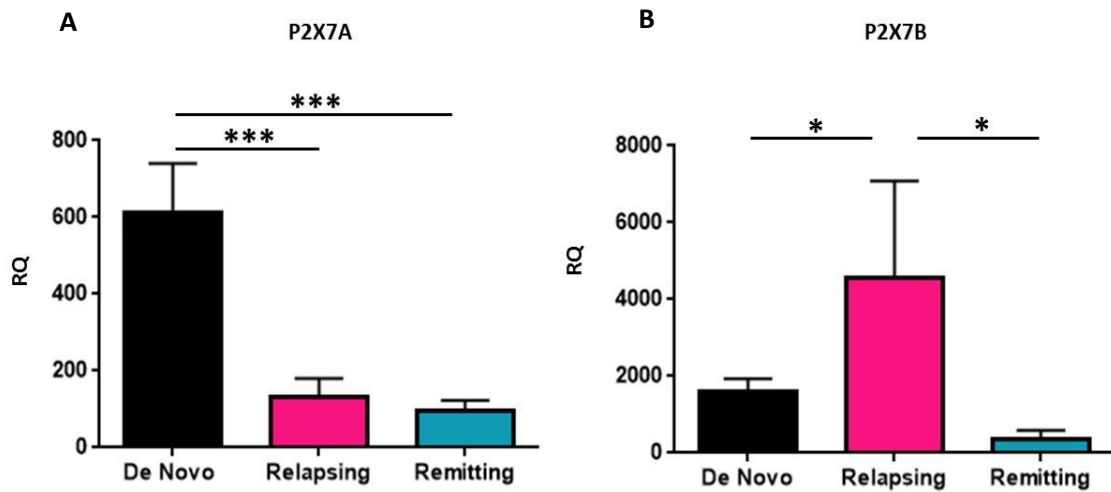 A
P2X7A
***
***
800
600
400
200
0
RQ
De Novo Relapsing Remitting
B
P2X7B
* *
8000
6000
4000
2000
0
RQ
De Novo Relapsing Remitting